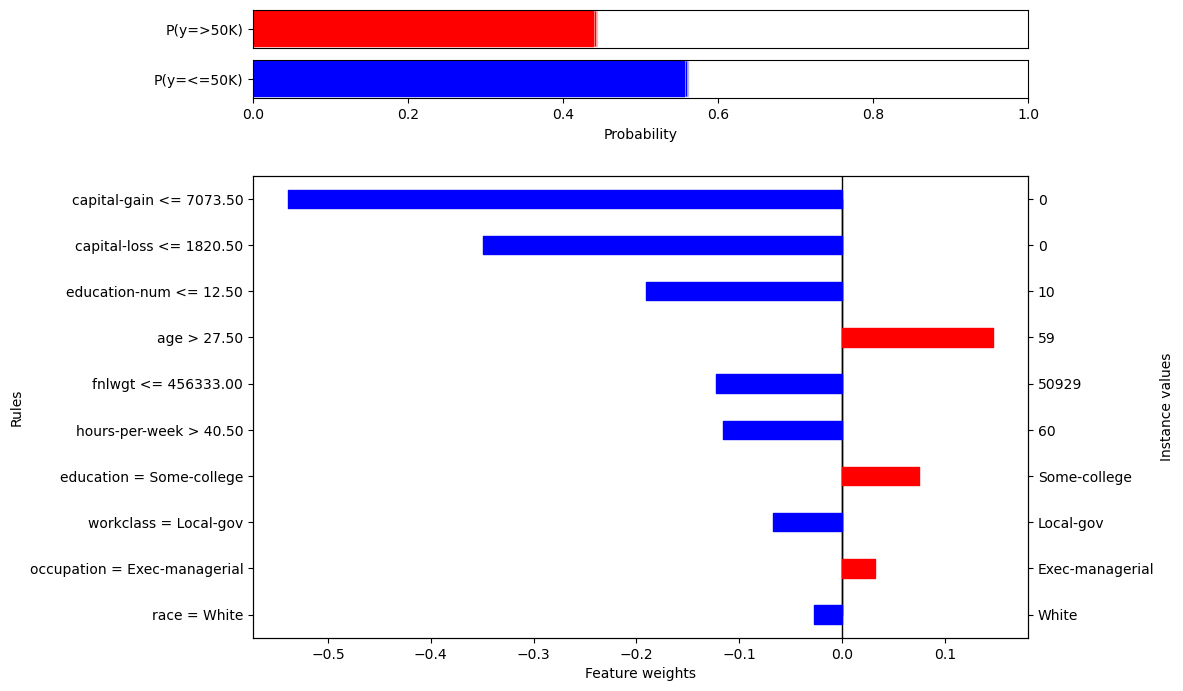 P(y=>50K)
P(y=<=50K)
0.0 0.2 0.4 0.6 0.8 1.0
Probability
capital-gain <= 7073.50 0
capital-loss <= 1820.50 0
education-num <= 12.50 10
age > 27.50 59
fnlwgt <= 456333.00 50929
hours-per-week > 40.50 60
education = Some-college Some-college
workclass = Local-gov Local-gov
occupation = Exec-managerial Exec-managerial
race = White White
Rules
Instance values
−0.5 −0.4 −0.3 −0.2 −0.1 0.0 0.1
Feature weights